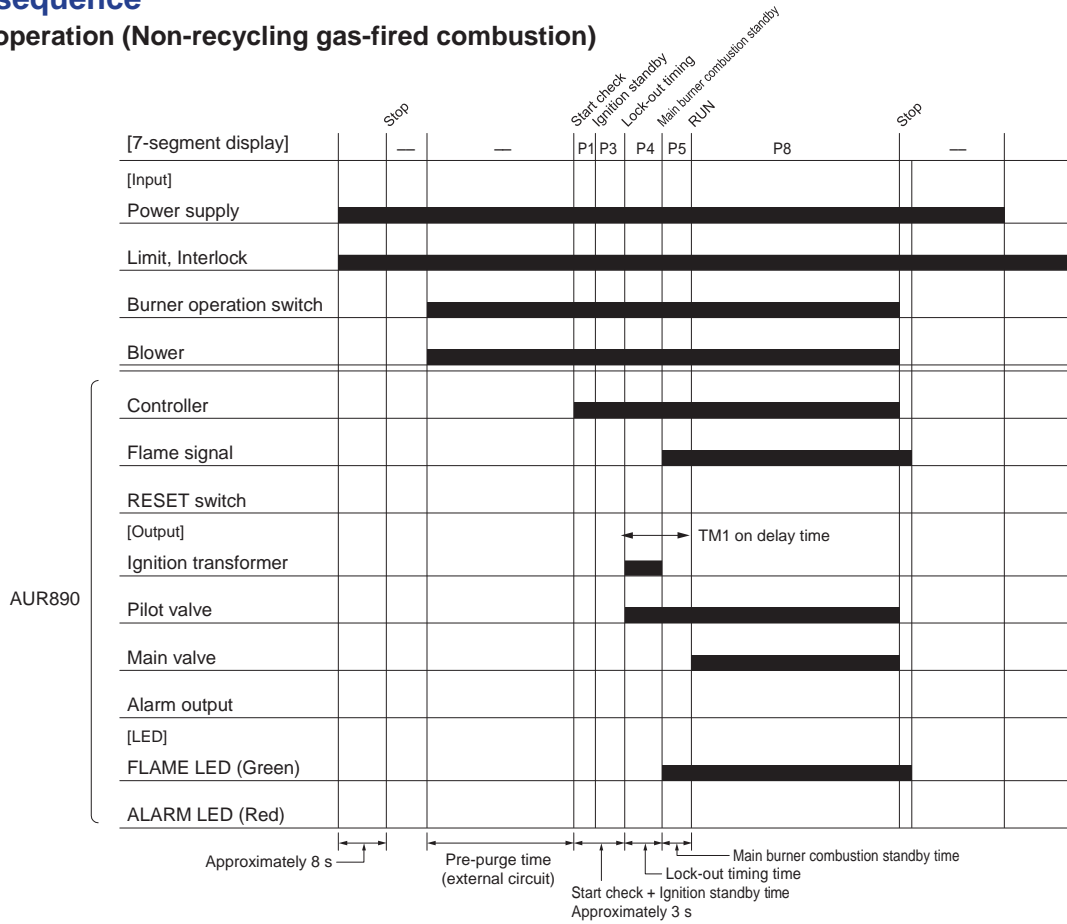 sequence
operation (Non-recycling gas-fired combustion)
Stop
Start check
Ignition standby
Lock-out timing
Main burner combustion standby
RUN
Stop
[7-segment display] — — P1 P3 P4 P5 P8 —
[Input]
Power supply
Limit, Interlock
Burner operation switch
Blower
Controller
Flame signal
RESET switch
[Output]
TM1 on delay time
Ignition transformer
AUR890
Pilot valve
Main valve
Alarm output
[LED]
FLAME LED (Green)
ALARM LED (Red)
Approximately 8 s
Pre-purge time
(external circuit)
Main burner combustion standby time
Lock-out timing time
Start check + Ignition standby time
Approximately 3 s